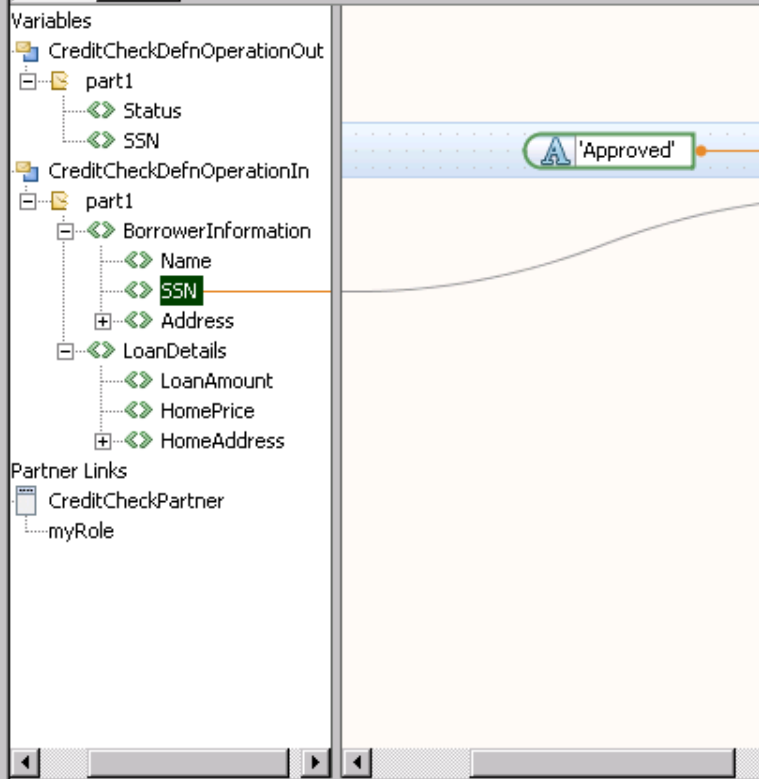 Variables
CreditCheckDefnOperationOut
part1
Status
SSN
CreditCheckDefnOperationIn
part1
BorrowerInformation
Name
SSN
Address
LoanDetails
LoanAmount
HomePrice
HomeAddress
Partner Links
CreditCheckPartner
myRole
A 'Approved'